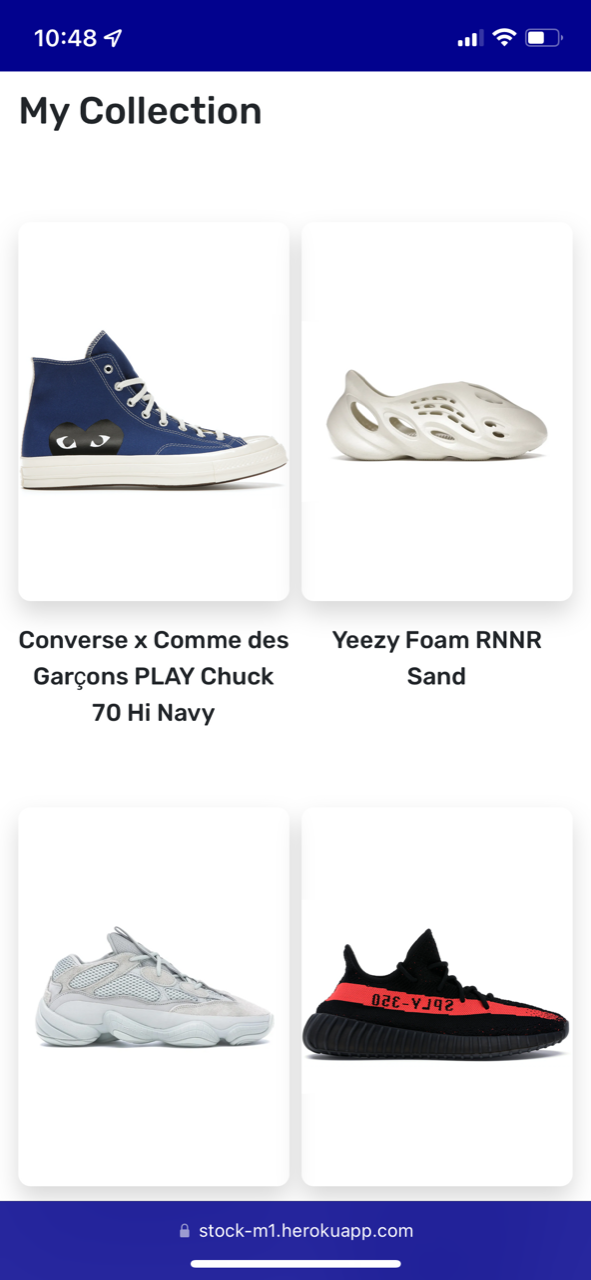 10:48
My Collection
Converse x Comme des
Garçons PLAY Chuck
70 Hi Navy
Yeezy Foam RNNR
Sand
SPLY-350
stock-m1.herokuapp.com